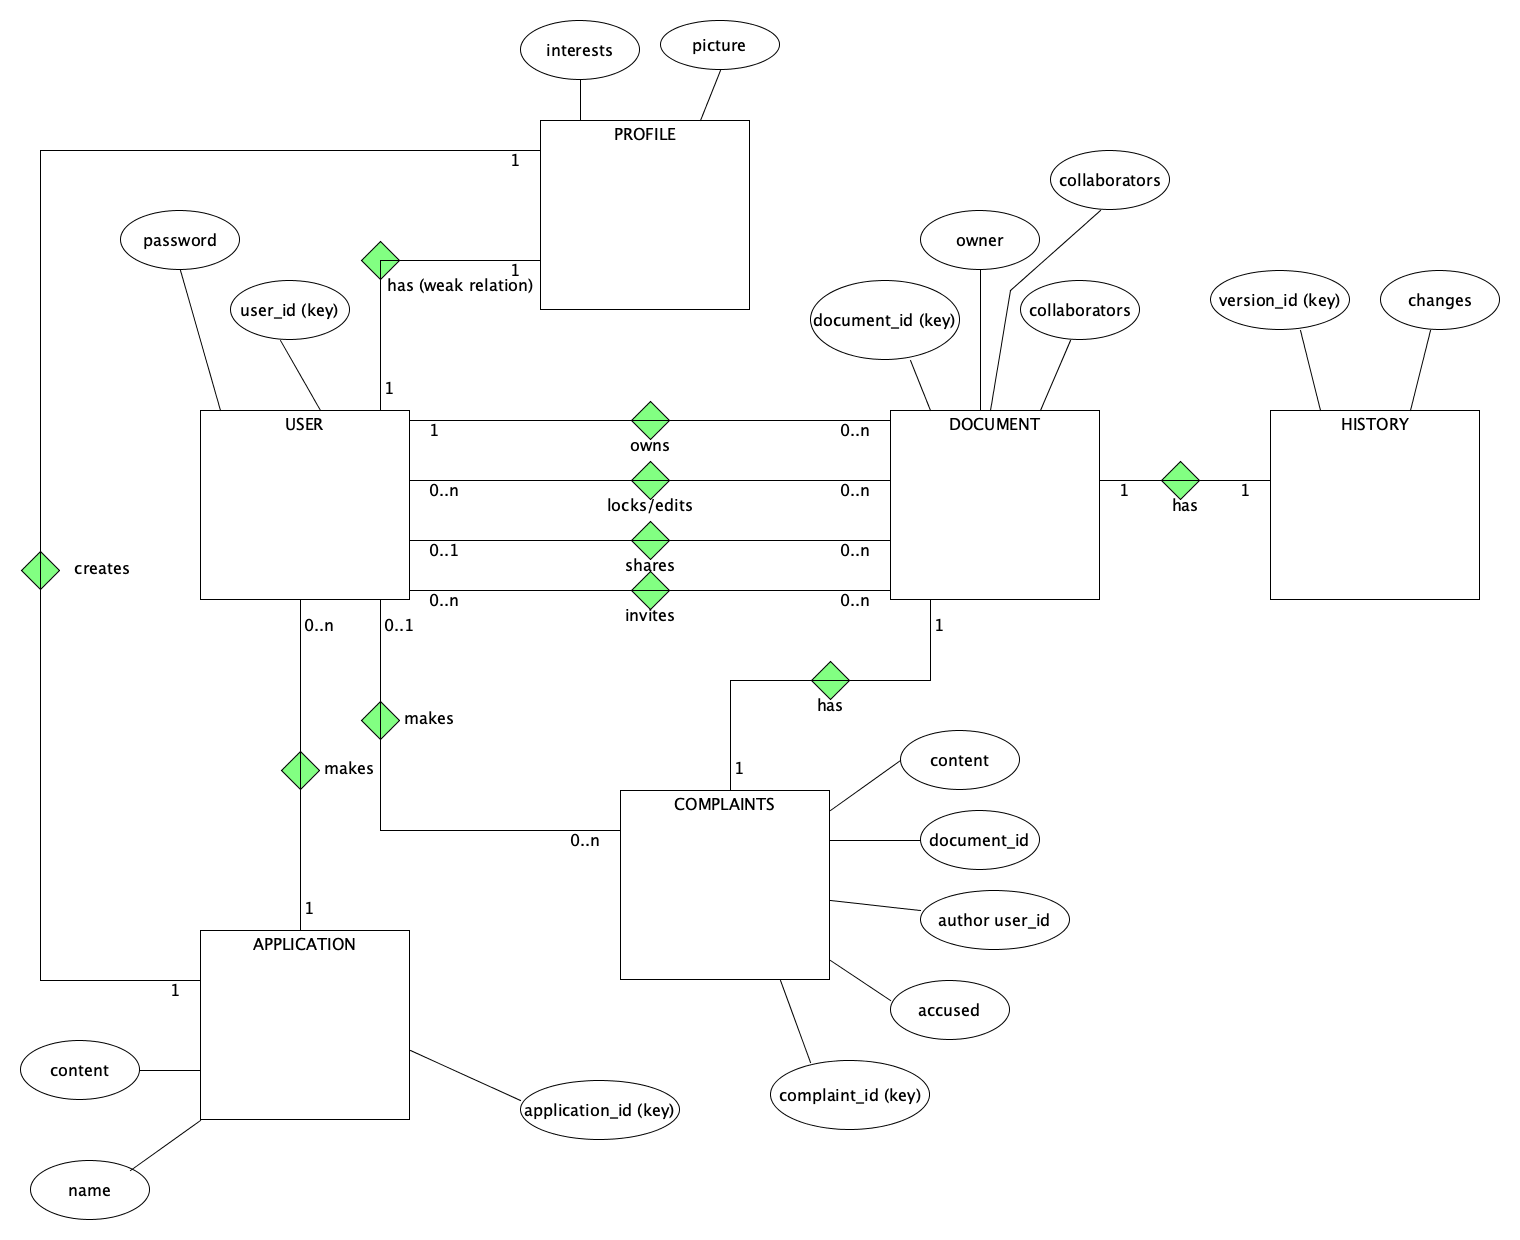 interests
picture
PROFILE
1
collaborators
password
owner
1
has (weak relation)
user_id (key)
document_id (key)
collaborators
version_id (key)
changes
1
USER
DOCUMENT
HISTORY
1
owns
0..n
0..n
locks/edits
0..n
1
has
1
0..1
shares
0..n
creates
0..n
invites
0..n
0..n
0..1
1
has
makes
makes
1
content
COMPLAINTS
0..n
document_id
1
author user_id
APPLICATION
1
accused
content
complaint_id (key)
application_id (key)
name